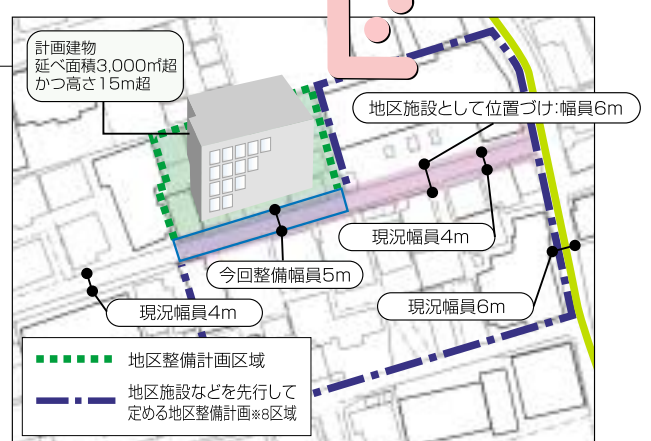 計画建物
延べ面積3,000㎡超
かつ高さ15m超
地区施設として位置づけ:幅員6m
現況幅員4m
今回整備幅員5m
現況幅員6m
現況幅員4m
地区整備計画区域
地区施設などを先行して
定める地区整備計画※8区域